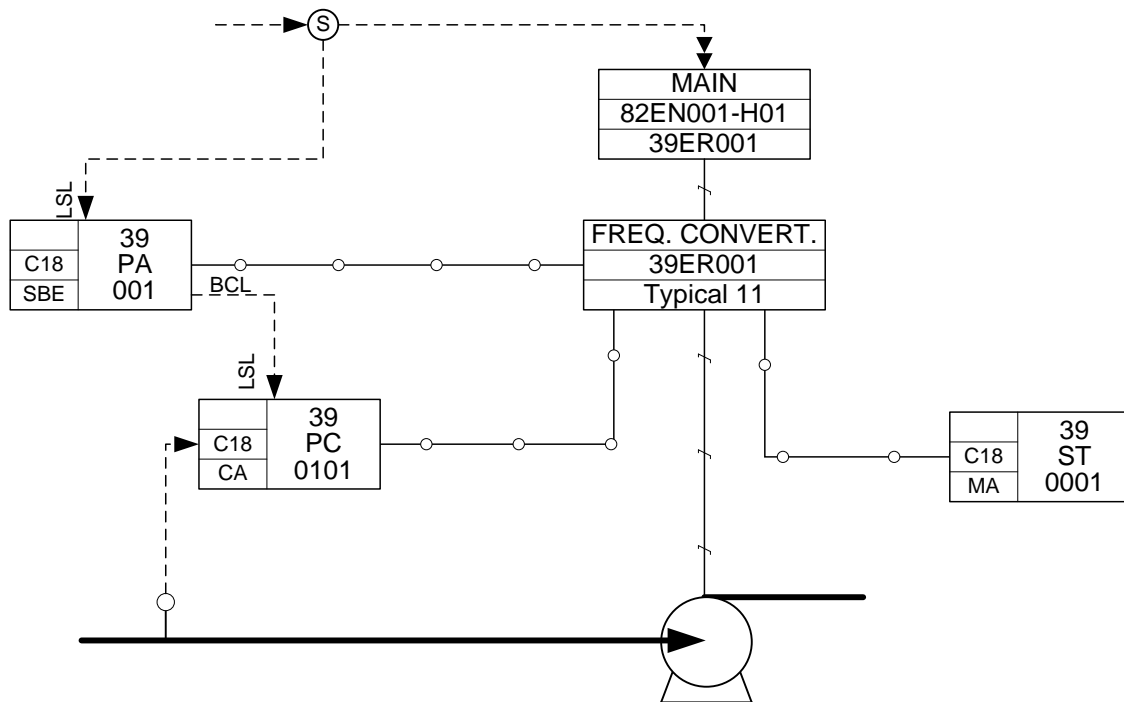 S
MAIN
82EN001-H01
39ER001
LSL
39
C18
PA
SBE
001
BCL
FREQ. CONVERT.
39ER001
Typical 11
LSL
39
C18
PC
CA
0101
39
C18
ST
MA
0001